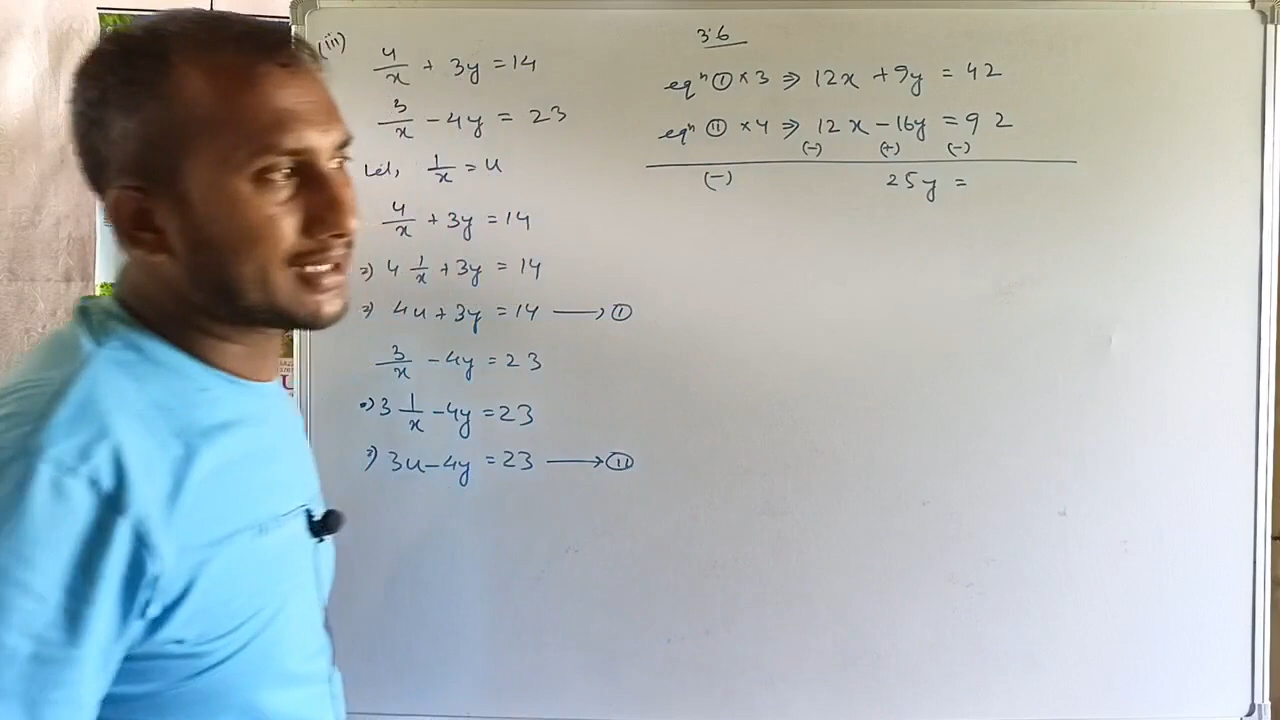 (iii) 4/x + 3y = 14
3/x - 4y = 23
Let, 1/x = u
4/x + 3y = 14
⇒ 4 1/x + 3y = 14
⇒ 4u + 3y = 14 ⟶ ①
3/x - 4y = 23
⇒ 3 1/x - 4y = 23
⇒ 3u - 4y = 23 ⟶ ⑪
3.6
eqⁿ ① × 3 ⇒ 12x + 9y = 42
eqⁿ ⑪ × 4 ⇒ 12x - 16y = 92
(-) (+) (-)
(-) 25y =